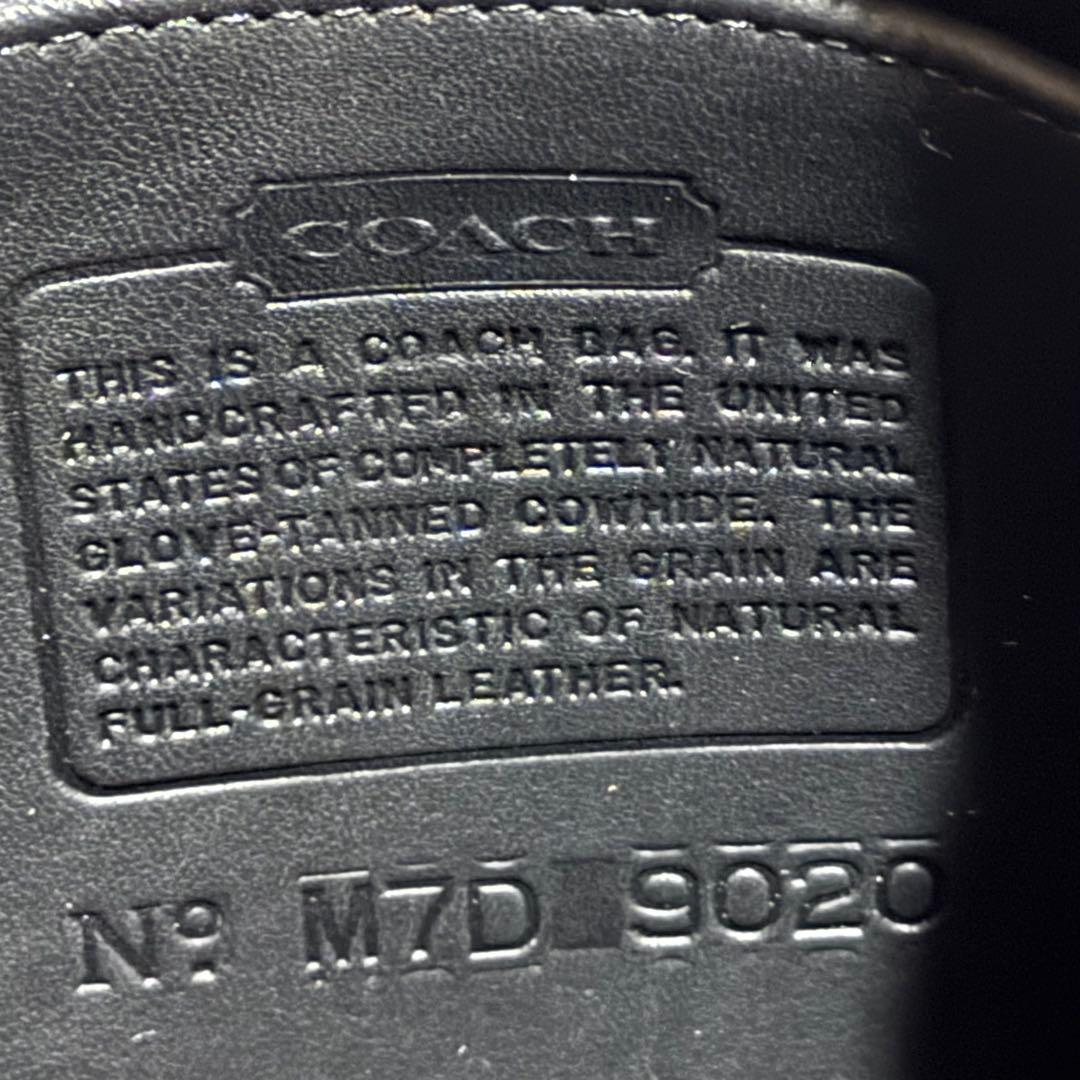 COACH
THIS IS A COACH BAG. IT WAS
HANDCRAFTED IN THE UNITED
STATES OF COMPLETELY NATURAL
GLOVE-TANNED COWHIDE. THE
VARIATIONS IN THE GRAIN ARE
CHARACTERISTIC OF NATURAL
FULL-GRAIN LEATHER.
Nº M7D 9020